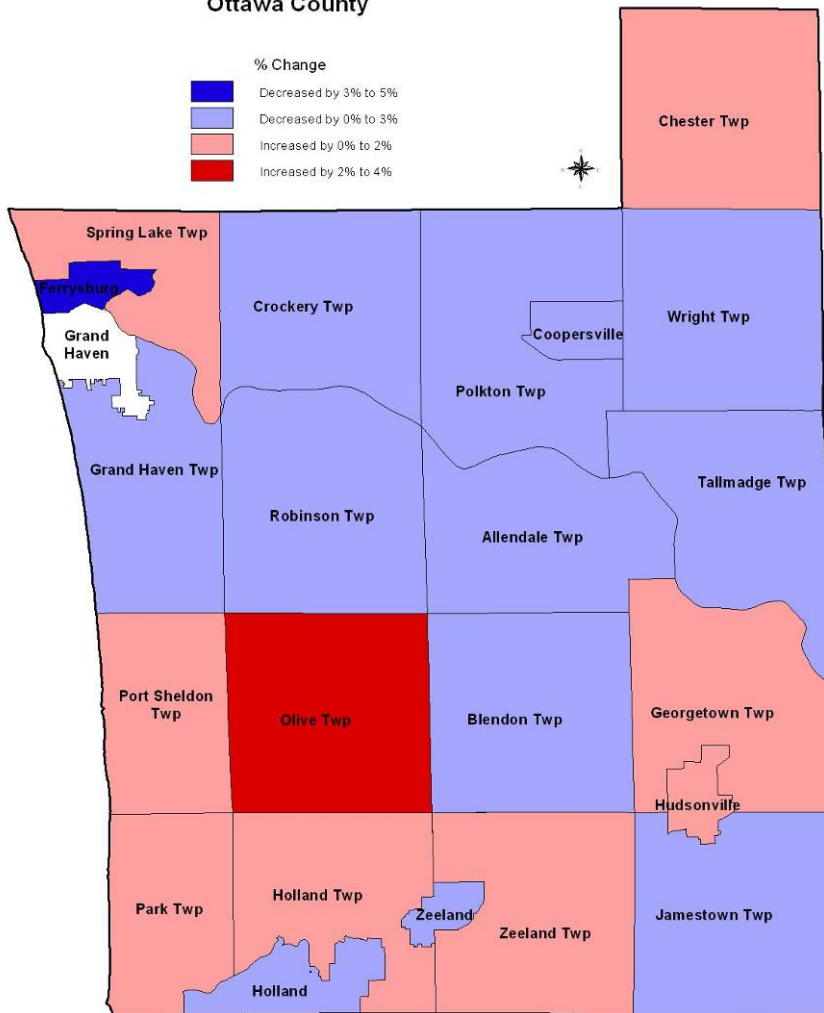 Ottawa County
% Change
Decreased by 3% to 5%
Decreased by 0% to 3%
Increased by 0% to 2%
Increased by 2% to 4%
Chester Twp
Spring Lake Twp
Ferrysburg
Grand
Haven
Crockery Twp
Coopersville
Wright Twp
Polkton Twp
Grand Haven Twp
Robinson Twp
Allendale Twp
Tallmadge Twp
Port Sheldon
Twp
Olive Twp
Blendon Twp
Georgetown Twp
Hudsonville
Park Twp
Holland Twp
Zeeland
Zeeland Twp
Jamestown Twp
Holland